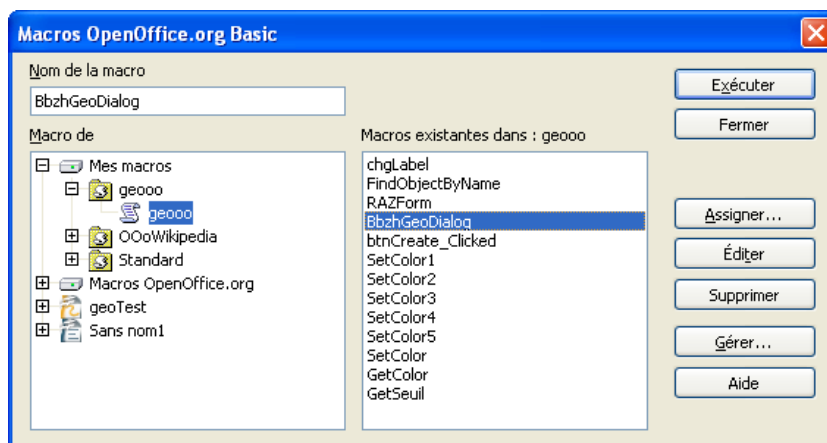 Macros OpenOffice.org Basic
Nom de la macro
BbzhGeoDialog
Macro de
Mes macros
geooo
geooo
OOoWikipedia
Standard
Macros OpenOffice.org
geoTest
Sans nom1
Macros existantes dans : geooo
chgLabel
FindObjectByName
RAZForm
BbzhGeoDialog
btnCreate_Clicked
SetColor1
SetColor2
SetColor3
SetColor4
SetColor5
SetColor
GetColor
GetSeuil
Exécuter
Fermer
Assigner...
Éditer
Supprimer
Gérer...
Aide